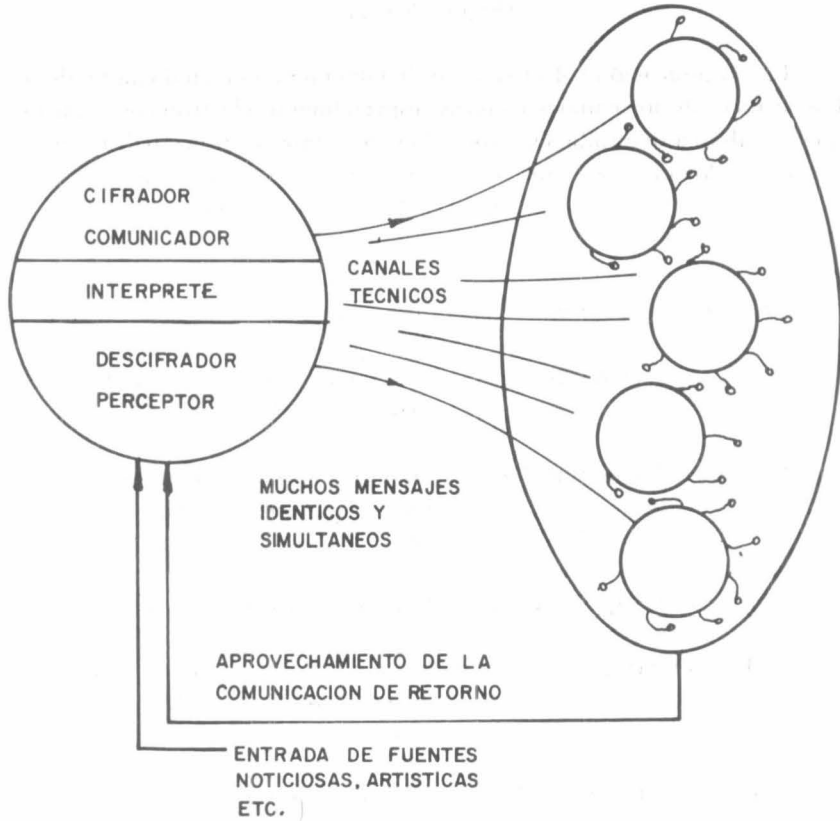 CIFRADOR
COMUNICADOR
INTERPRETE
DESCIFRADOR
PERCEPTOR
CANALES
TECNICOS
MUCHOS MENSAJES
IDENTICOS Y
SIMULTANEOS
APROVECHAMIENTO DE LA
COMUNICACION DE RETORNO
ENTRADA DE FUENTES
NOTICIOSAS, ARTISTICAS
ETC.